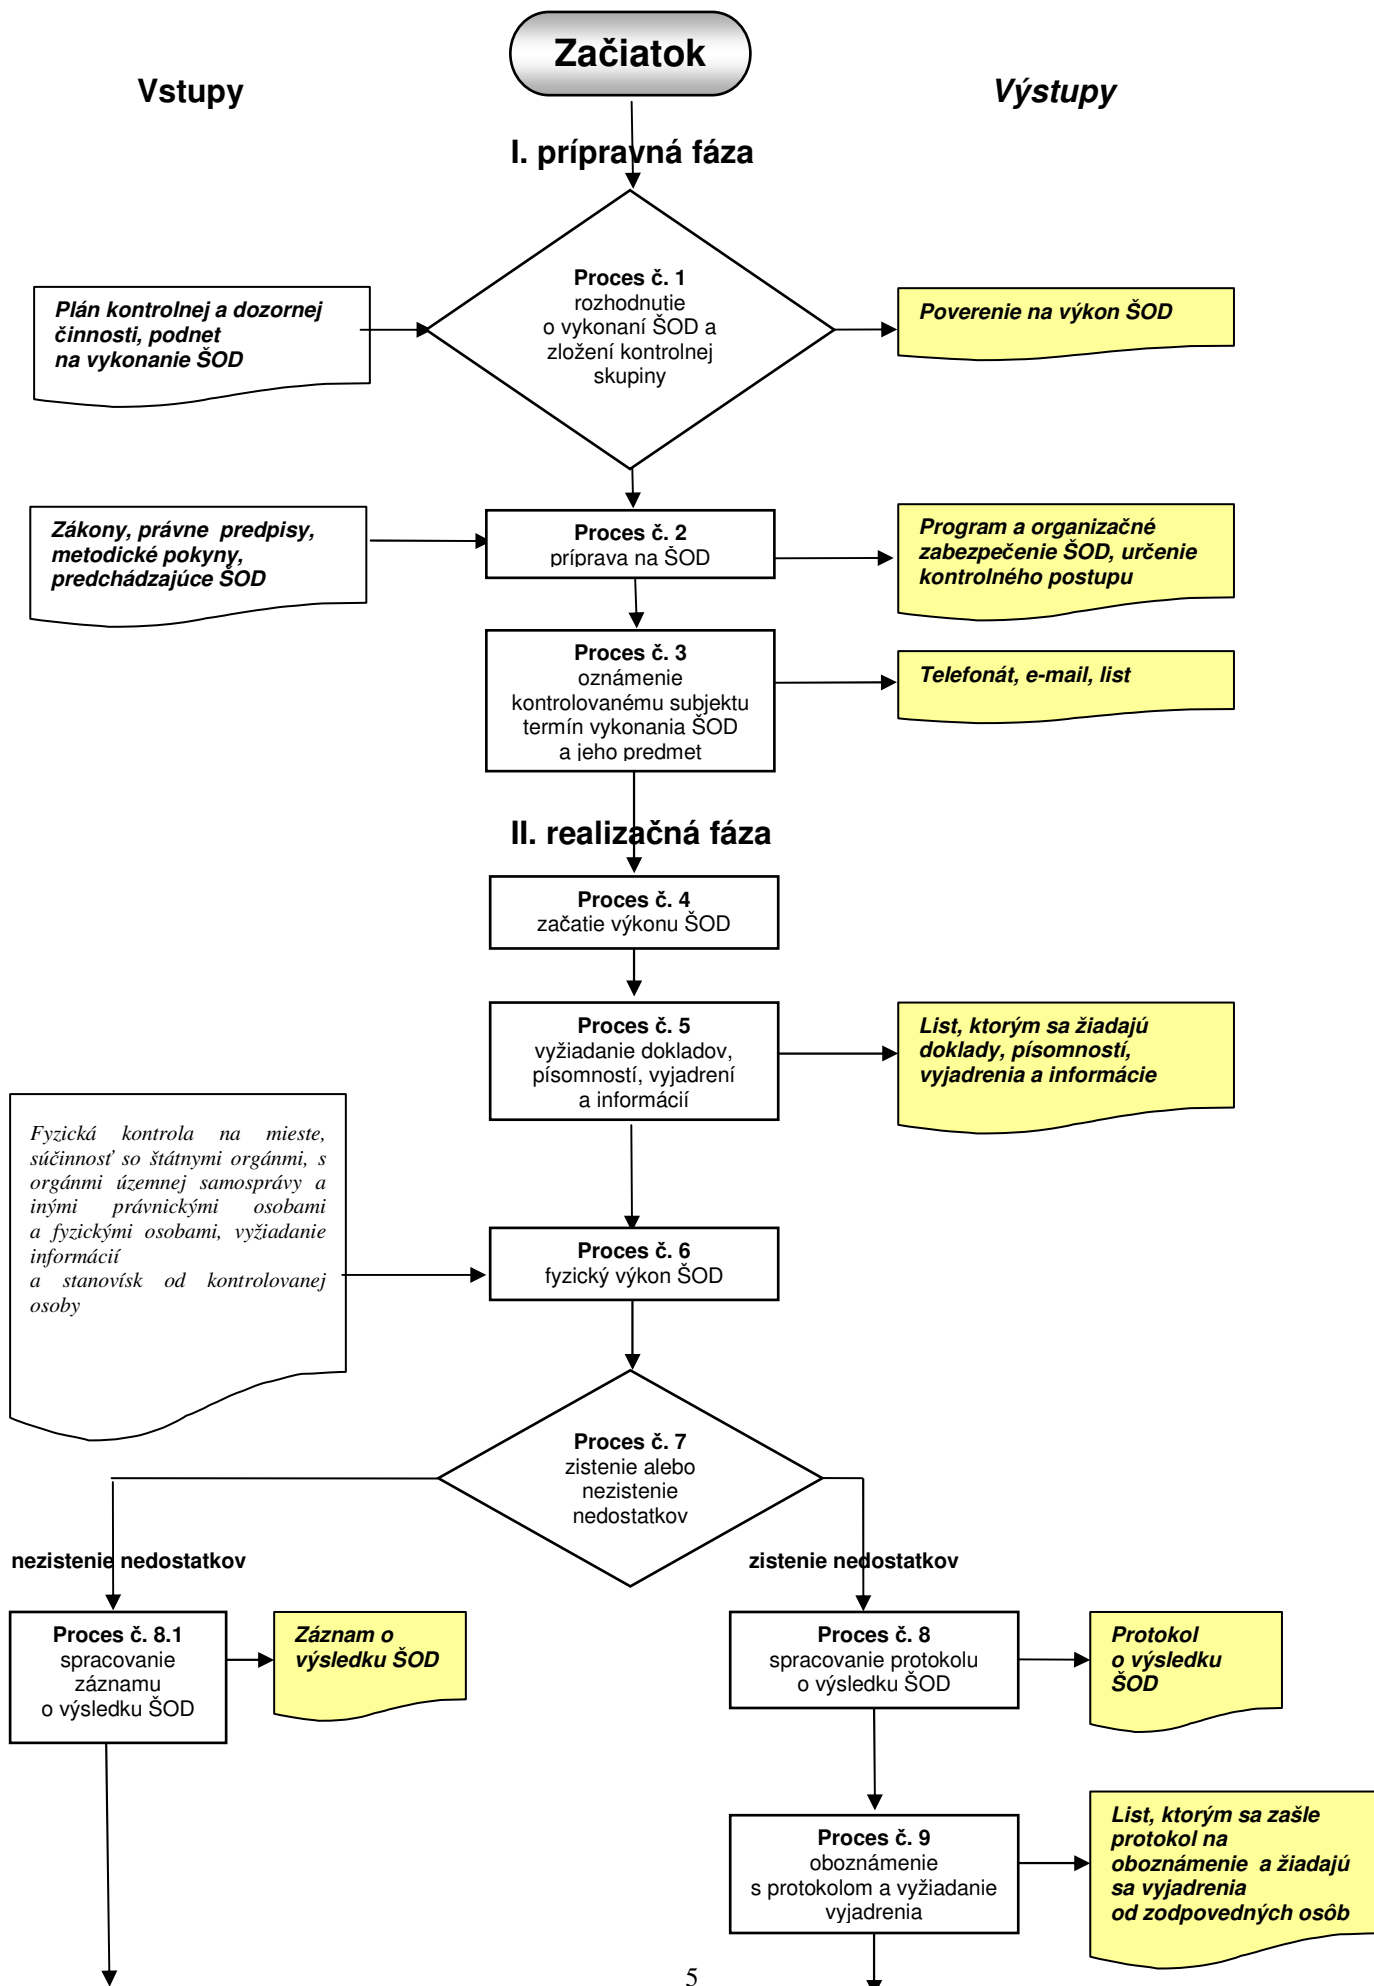 Začiatok
Vstupy
Výstupy
I. prípravná fáza
Proces č. 1
rozhodnutie
o vykonaní ŠOD a
zložení kontrolnej
skupiny
Plán kontrolnej a dozornej
činnosti, podnet
na vykonanie ŠOD
Poverenie na výkon ŠOD
Zákony, právne predpisy,
metodické pokyny,
predchádzajúce ŠOD
Proces č. 2
príprava na ŠOD
Program a organizačné
zabezpečenie ŠOD, určenie
kontrolného postupu
Proces č. 3
oznámenie
kontrolovanému subjektu
termín vykonania ŠOD
a jeho predmet
Telefonát, e-mail, list
II. realizačná fáza
Proces č. 4
začatie výkonu ŠOD
Proces č. 5
vyžiadanie dokladov,
písomností, vyjadrení
a informácií
List, ktorým sa žiadajú
doklady, písomností,
vyjadrenia a informácie
Fyzická kontrola na mieste,
súčinnosť so štátnymi orgánmi, s
orgánmi územnej samosprávy a
inými právnickými osobami
a fyzickými osobami, vyžiadanie
informácií
a stanovísk od kontrolovanej
osoby
Proces č. 6
fyzický výkon ŠOD
Proces č. 7
zistenie alebo
nezistenie
nedostatkov
nezistenie nedostatkov
zistenie nedostatkov
Proces č. 8.1
spracovanie
záznamu
o výsledku ŠOD
Záznam o
výsledku ŠOD
Proces č. 8
spracovanie protokolu
o výsledku ŠOD
Protokol
o výsledku
ŠOD
Proces č. 9
oboznámenie
s protokolom a vyžiadanie
vyjadrenia
List, ktorým sa zašle
protokol na
oboznámenie a žiadajú
sa vyjadrenia
od zodpovedných osôb
5